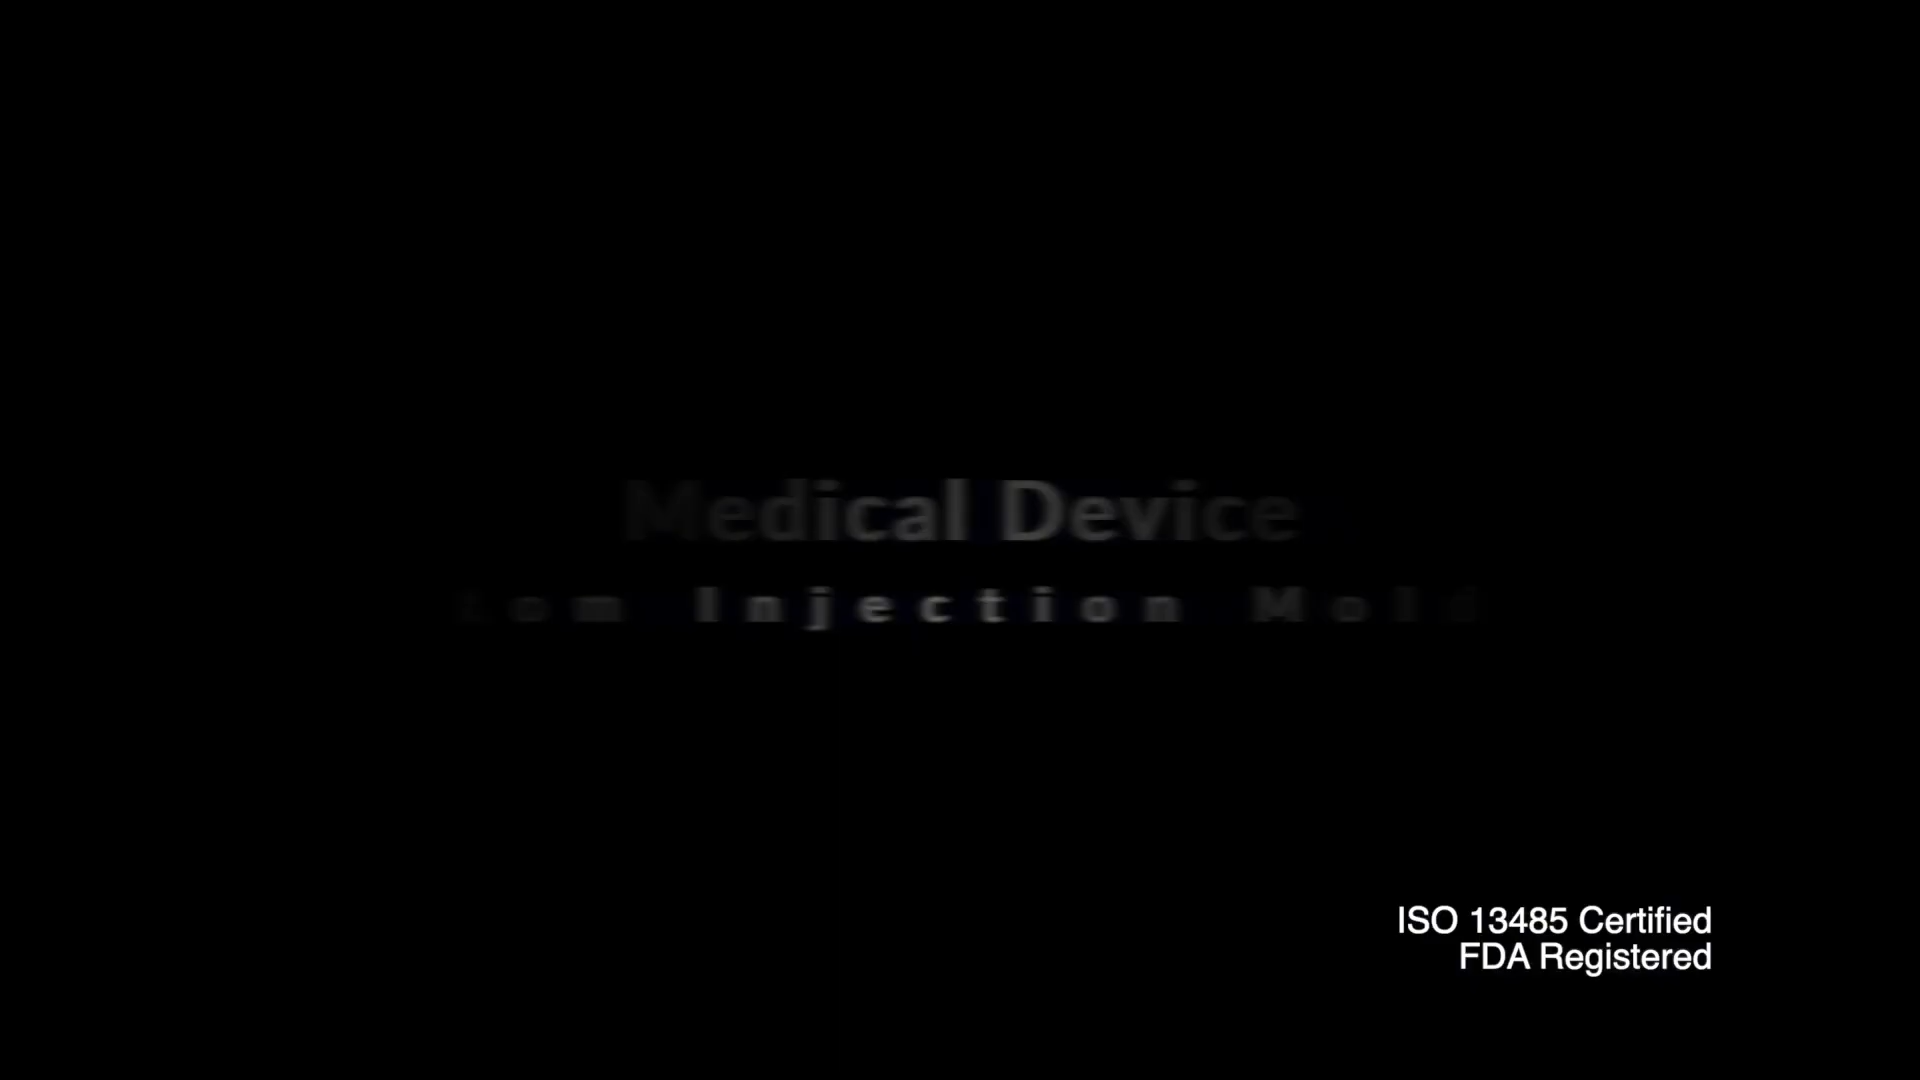 Medical Device
Injection
ISO 13485 Certified
FDA Registered